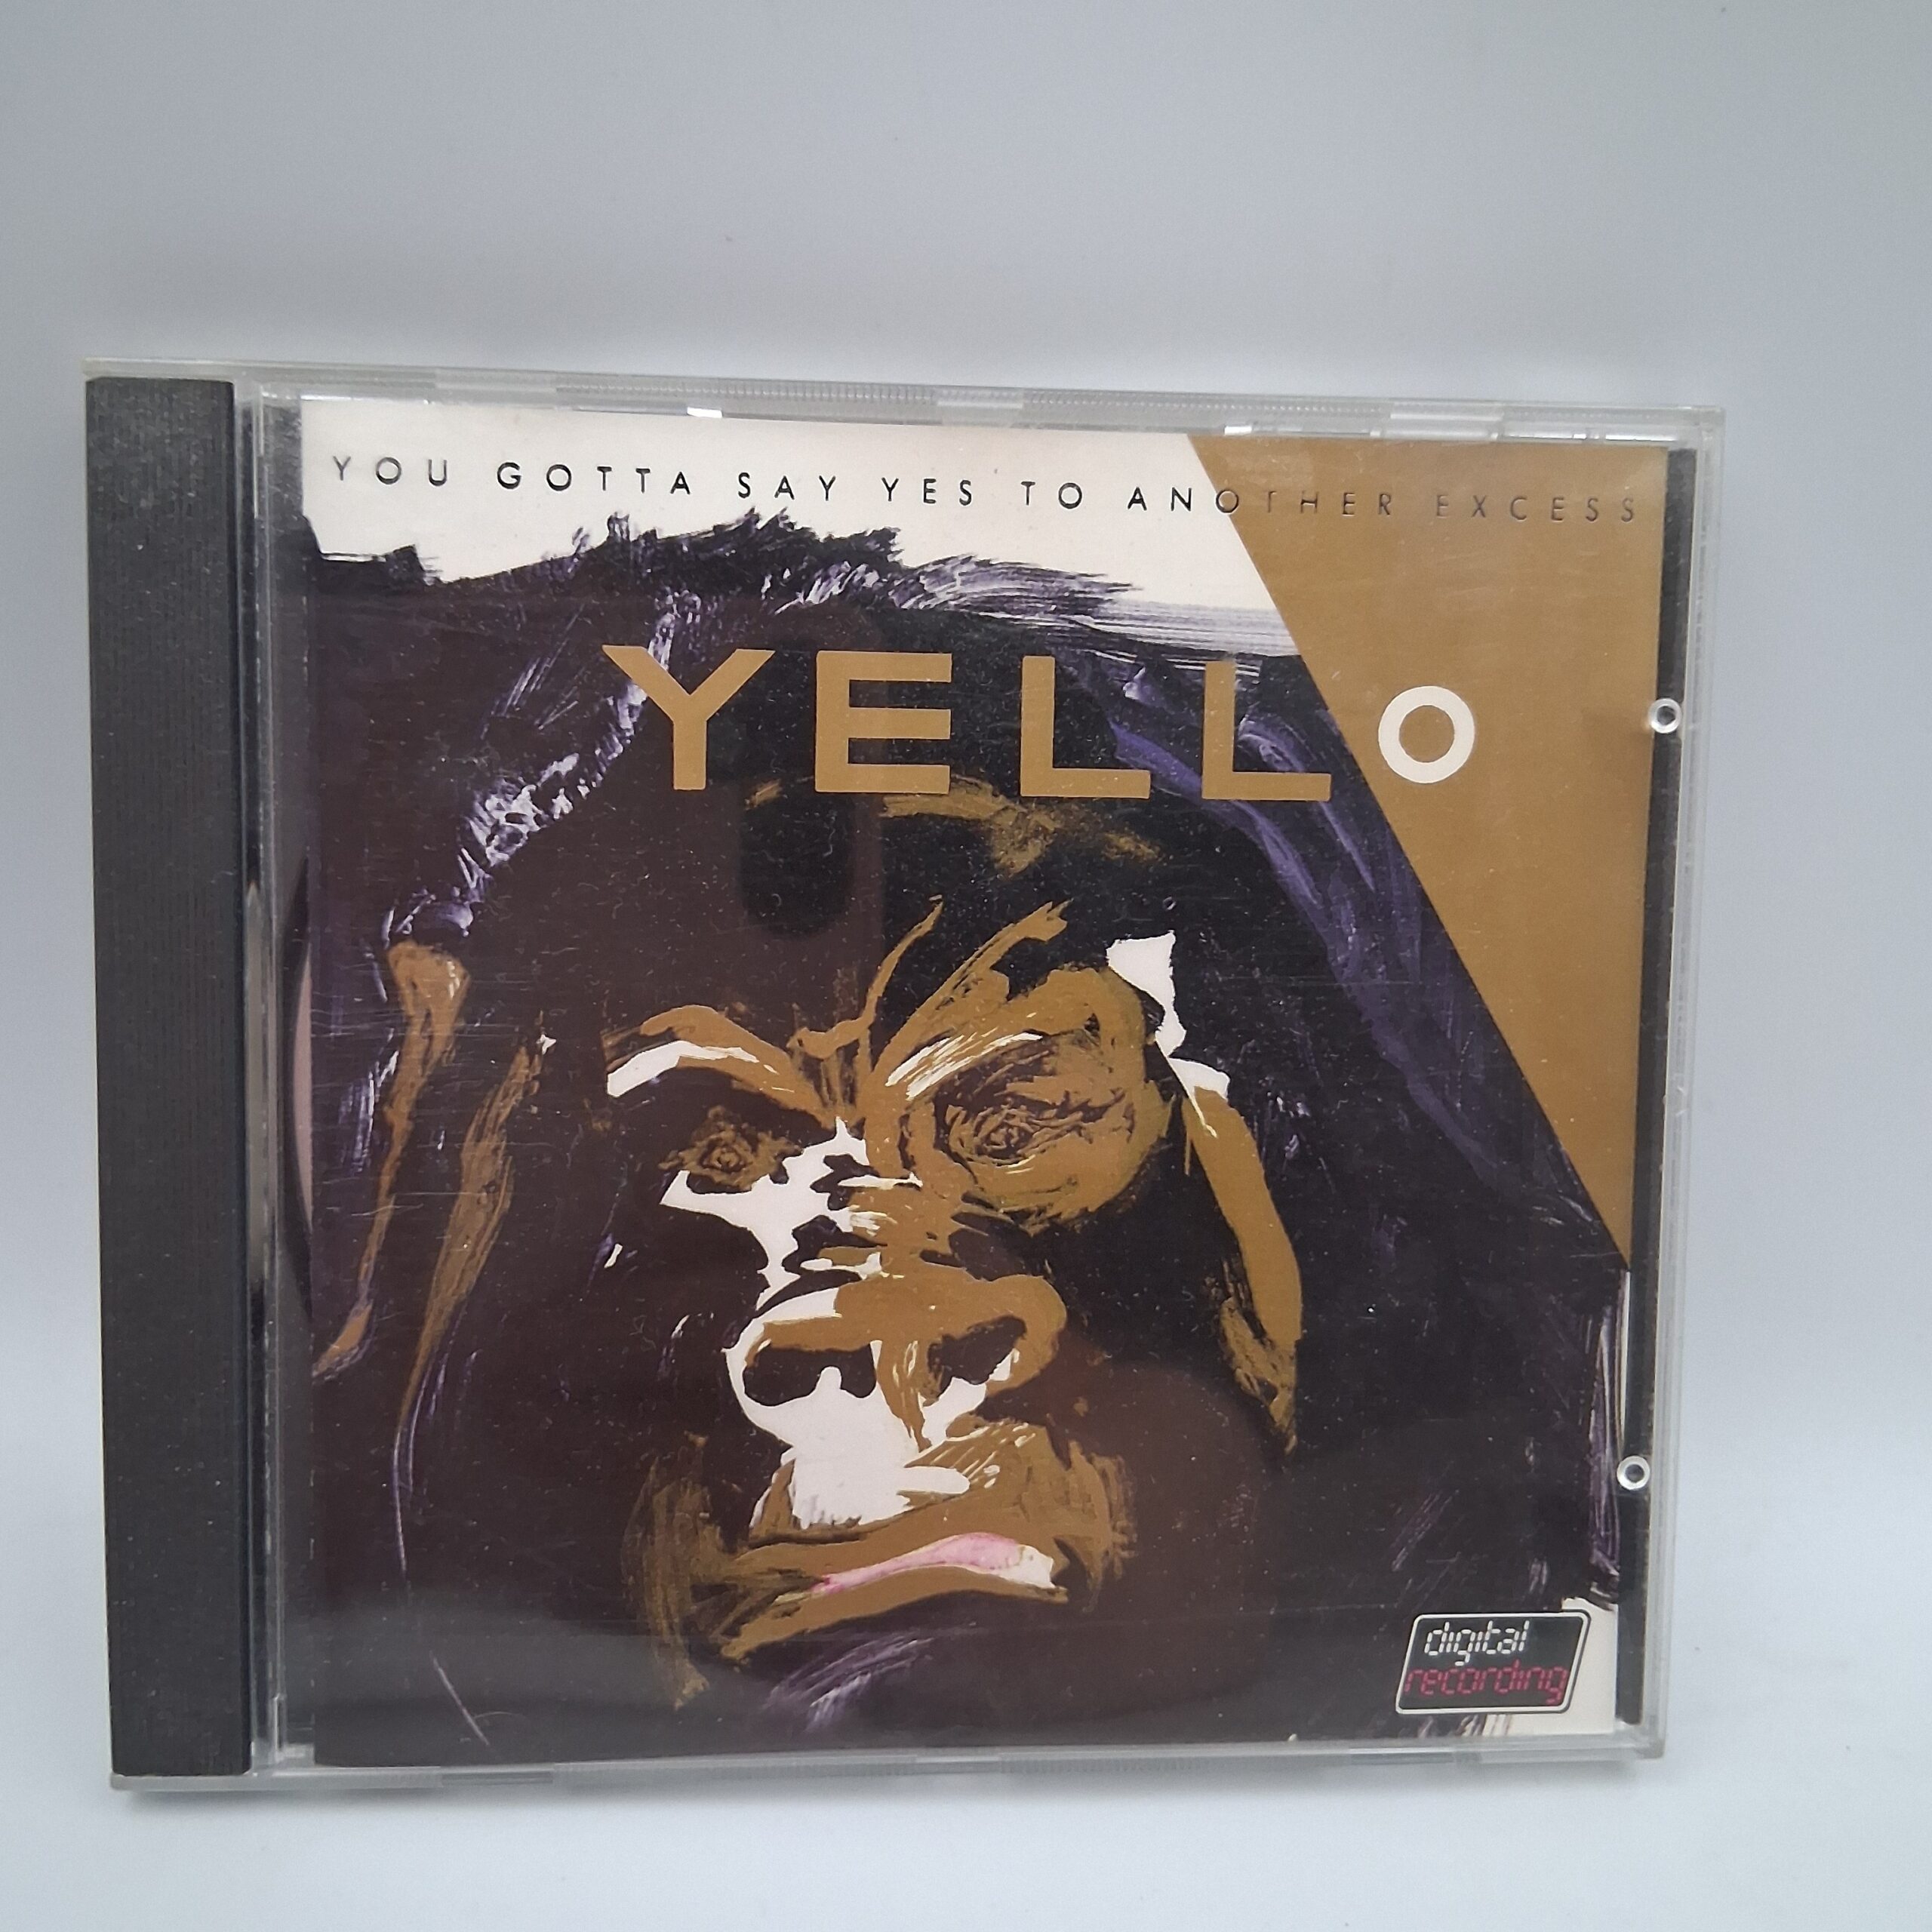 YOU GOTTA SAY YES TO ANOTHER EXCESS
YELLO
digital
recording